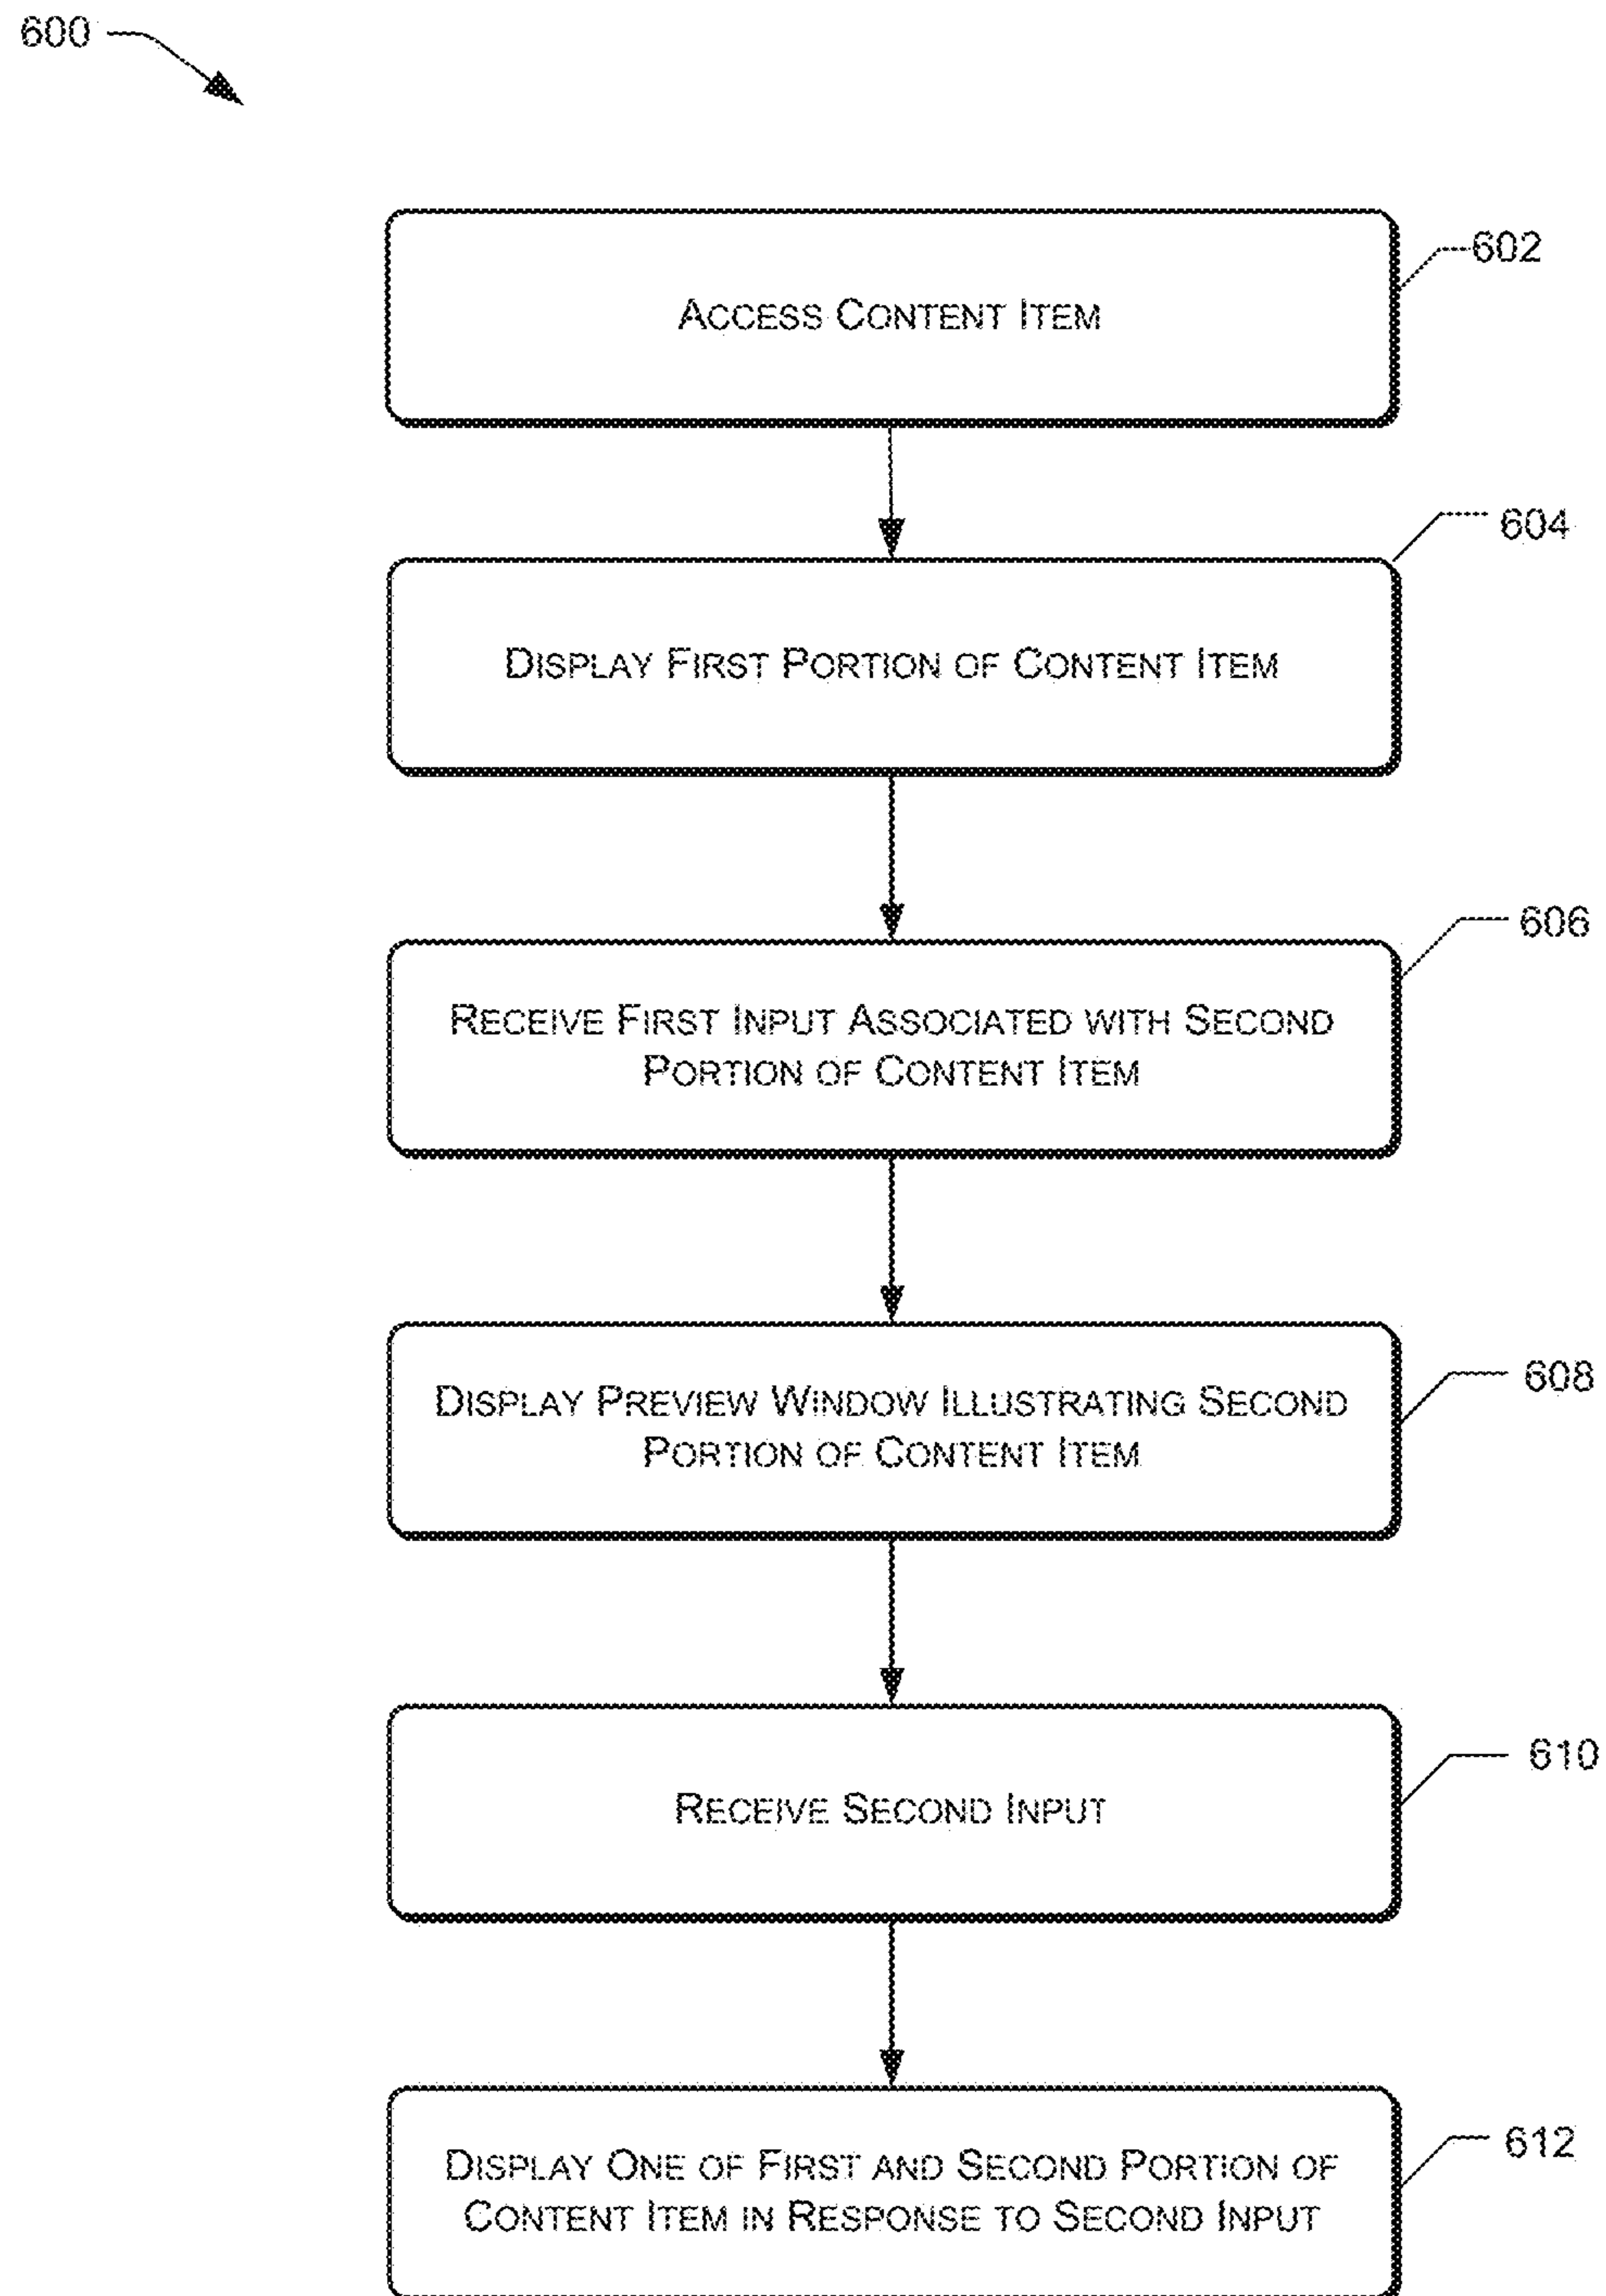 600
602
ACCESS CONTENT ITEM
604
DISPLAY FIRST PORTION OF CONTENT ITEM
606
RECEIVE FIRST INPUT ASSOCIATED WITH SECOND
PORTION OF CONTENT ITEM
608
DISPLAY PREVIEW WINDOW ILLUSTRATING SECOND
PORTION OF CONTENT ITEM
610
RECEIVE SECOND INPUT
612
DISPLAY ONE OF FIRST AND SECOND PORTION OF
CONTENT ITEM IN RESPONSE TO SECOND INPUT